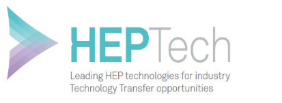 HEPTech
Leading HEP technologies for industry
Technology Transfer opportunities